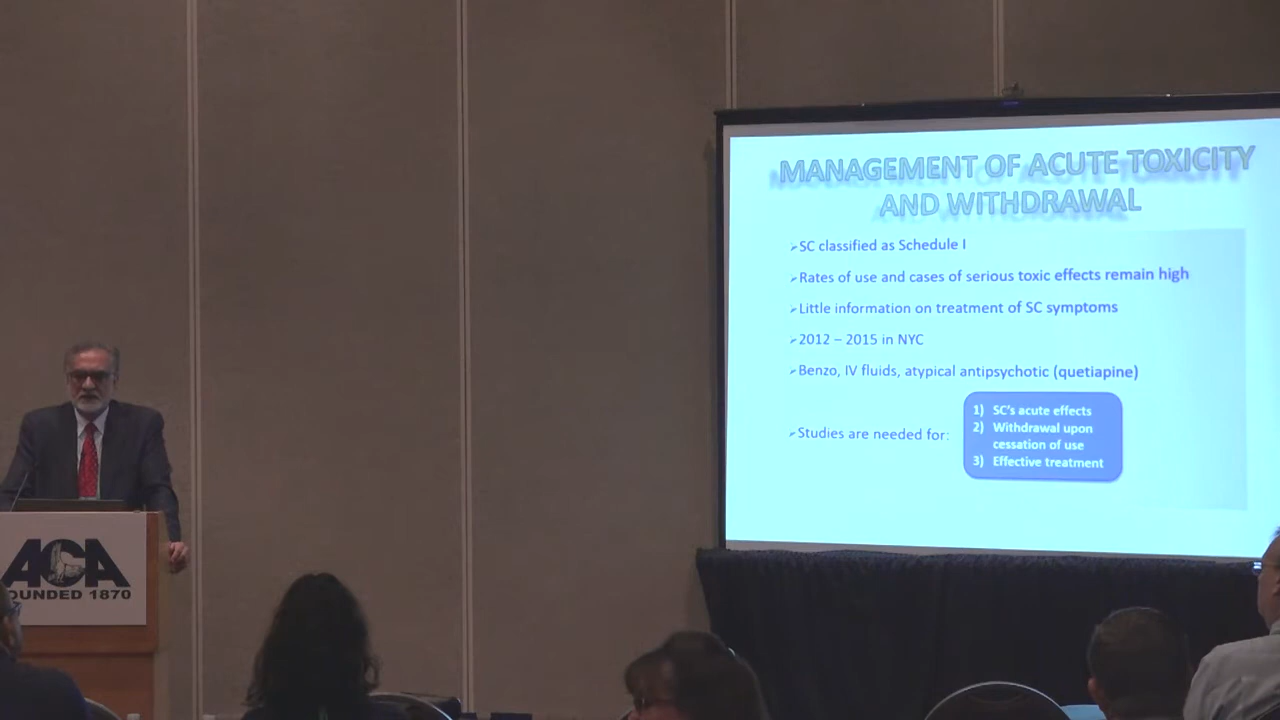 MANAGEMENT OF ACUTE TOXICITY
AND WITHDRAWAL
SC classified as Schedule I
Rates of use and cases of serious toxic effects remain high
Little information on treatment of SC symptoms
2012 – 2015 in NYC
Benzo, IV fluids, atypical antipsychotic (quetiapine)
Studies are needed for:
1) SC's acute effects
2) Withdrawal upon
cessation of use
3) Effective treatment
ACA
OUNDED 1870